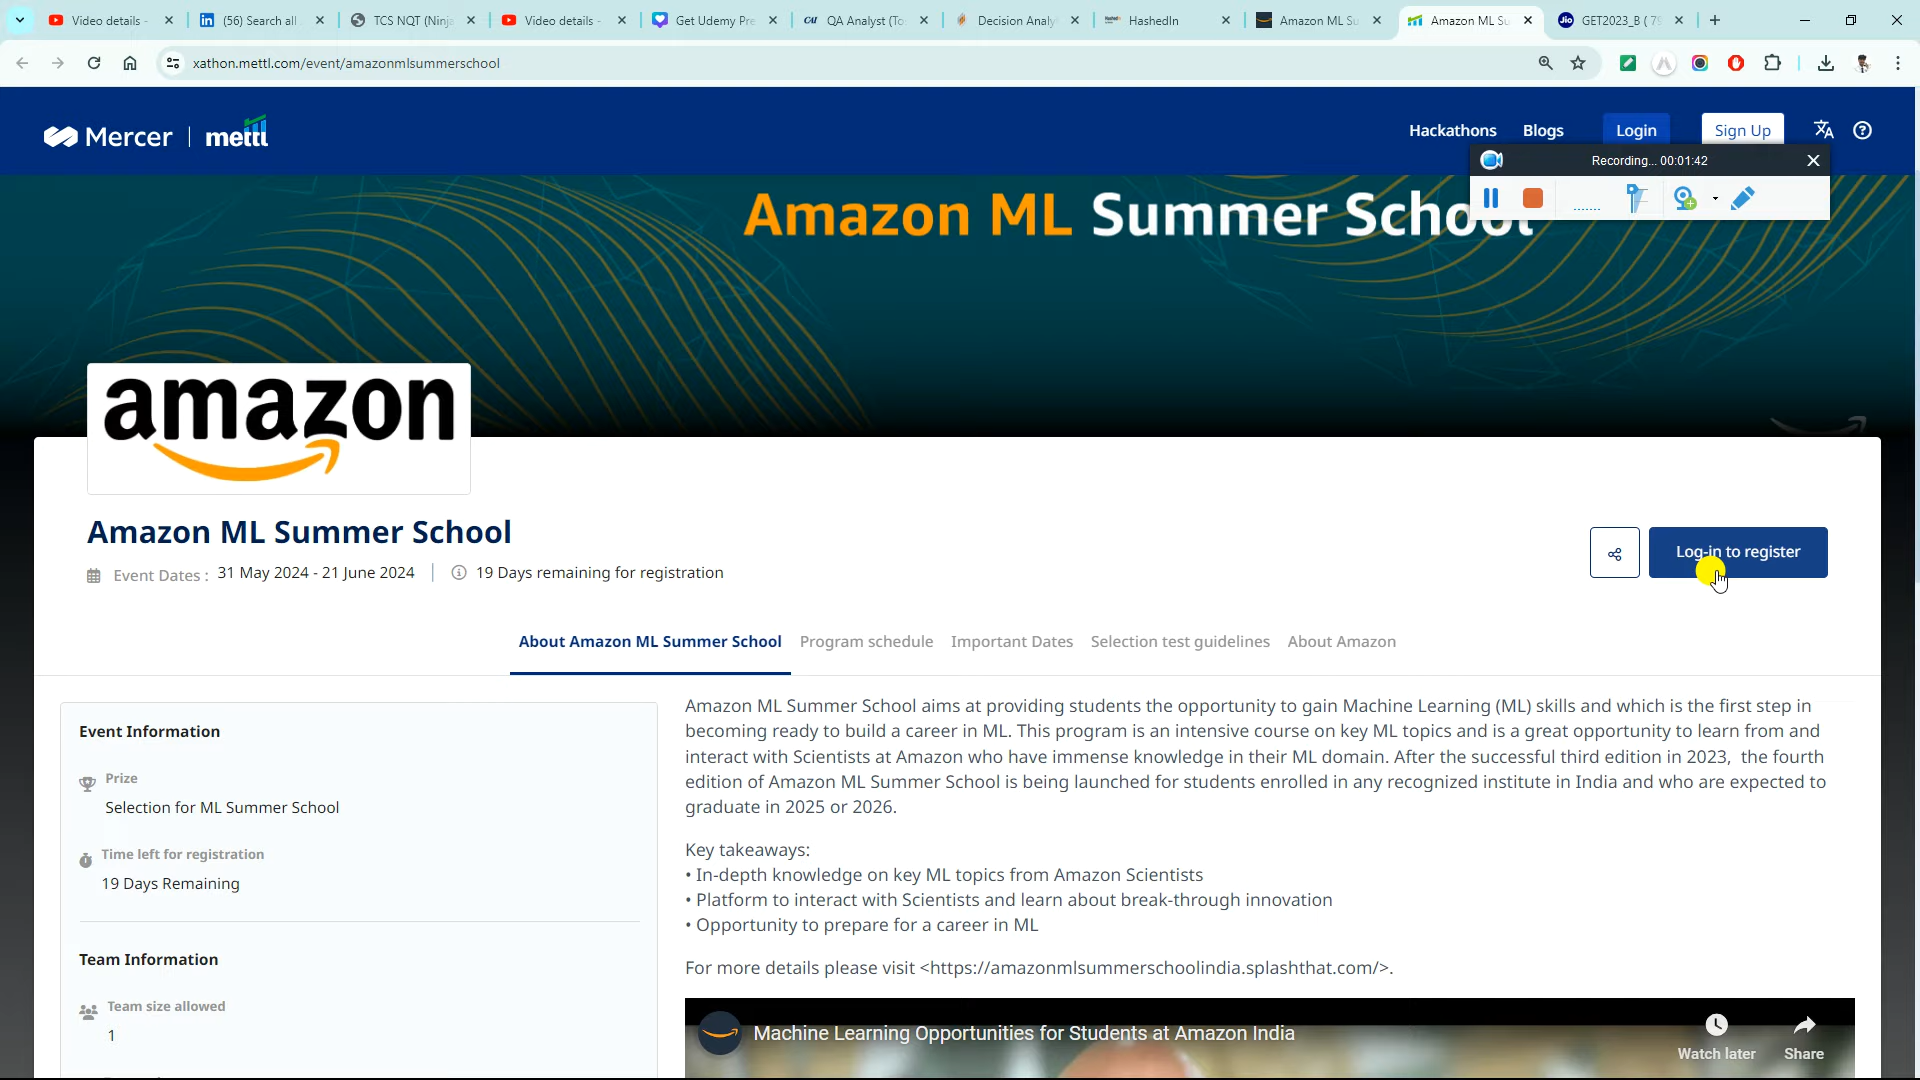 Video details -
(56) Search all
TCS NQT (Ninja
Video details -
Get Udemy Pre
QA Analyst (To
Decision Analy
HashedIn
Amazon ML Su
Amazon ML Su
Jio
GET2023_B ( 79
xathon.mettl.com/event/amazonmlsummerschool
Mercer | mettl
Hackathons
Blogs
Login
Sign Up
Recording... 00:01:42
Amazon ML Summer School
amazon
Amazon ML Summer School
Event Dates : 31 May 2024 - 21 June 2024
19 Days remaining for registration
Log-in to register
About Amazon ML Summer School
Program schedule
Important Dates
Selection test guidelines
About Amazon
Event Information
Prize
Selection for ML Summer School
Time left for registration
19 Days Remaining
Team Information
Team size allowed
1
Amazon ML Summer School aims at providing students the opportunity to gain Machine Learning (ML) skills and which is the first step in
becoming ready to build a career in ML. This program is an intensive course on key ML topics and is a great opportunity to learn from and
interact with Scientists at Amazon who have immense knowledge in their ML domain. After the successful third edition in 2023, the fourth
edition of Amazon ML Summer School is being launched for students enrolled in any recognized institute in India and who are expected to
graduate in 2025 or 2026.
Key takeaways:
• In-depth knowledge on key ML topics from Amazon Scientists
• Platform to interact with Scientists and learn about break-through innovation
• Opportunity to prepare for a career in ML
For more details please visit <https://amazonmlsummerschoolindia.splashthat.com/>.
Machine Learning Opportunities for Students at Amazon India
Watch later
Share